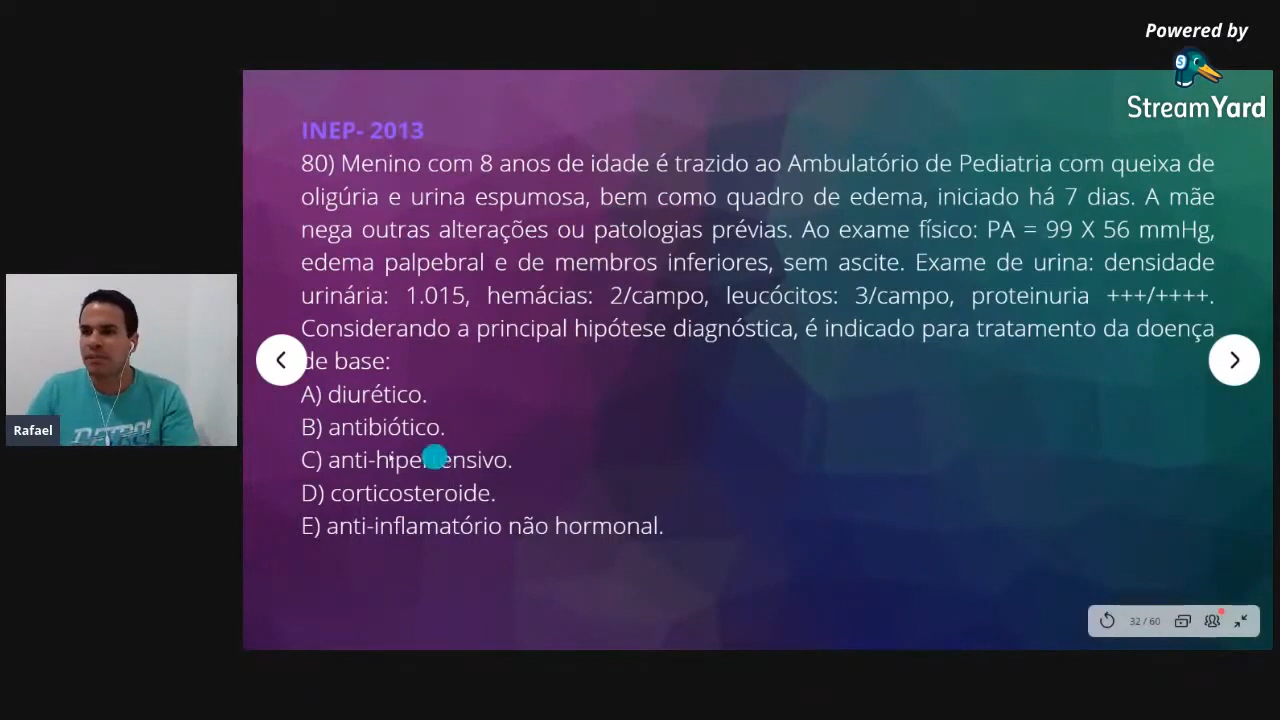 Powered by
StreamYard
INEP- 2013
80) Menino com 8 anos de idade é trazido ao Ambulatório de Pediatria com queixa de
oligúria e urina espumosa, bem como quadro de edema, iniciado há 7 dias. A mãe
nega outras alterações ou patologias prévias. Ao exame físico: PA = 99 X 56 mmHg,
edema palpebral e de membros inferiores, sem ascite. Exame de urina: densidade
urinária: 1.015, hemácias: 2/campo, leucócitos: 3/campo, proteinuria +++/++++.
Considerando a principal hipótese diagnóstica, é indicado para tratamento da doença
de base:
A) diurético.
B) antibiótico.
C) anti-hipertensivo.
D) corticosteroide.
E) anti-inflamatório não hormonal.
Rafael
32 / 60